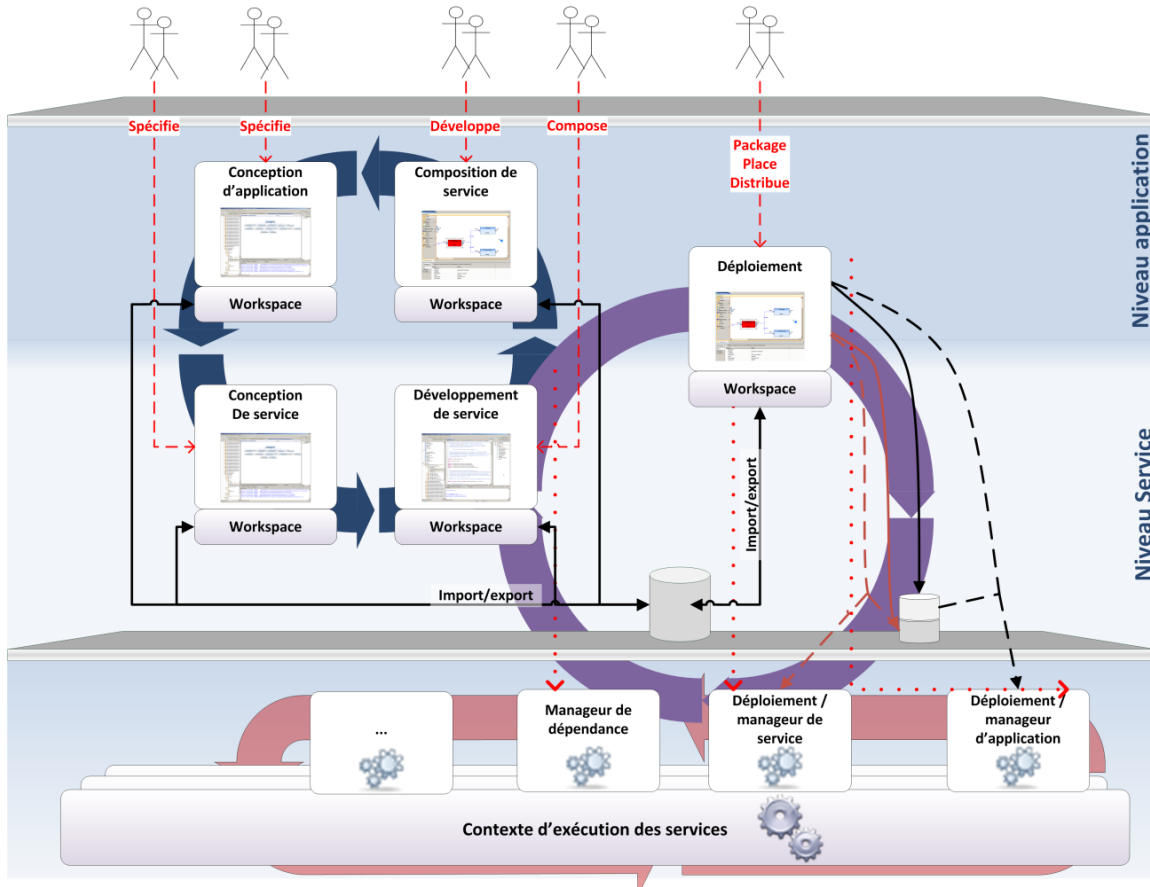 Spécifie
Spécifie
Développe
Compose
Package
Place
Distribue
Niveau application
Conception
d'application
Workspace
Composition de
service
Workspace
Déploiement
Workspace
Conception
De service
Workspace
Développement
de service
Workspace
Niveau Service
Import/export
Import/export
...
Manageur de
dépendance
Déploiement /
manageur de
service
Déploiement /
manageur
d'application
Contexte d'exécution des services